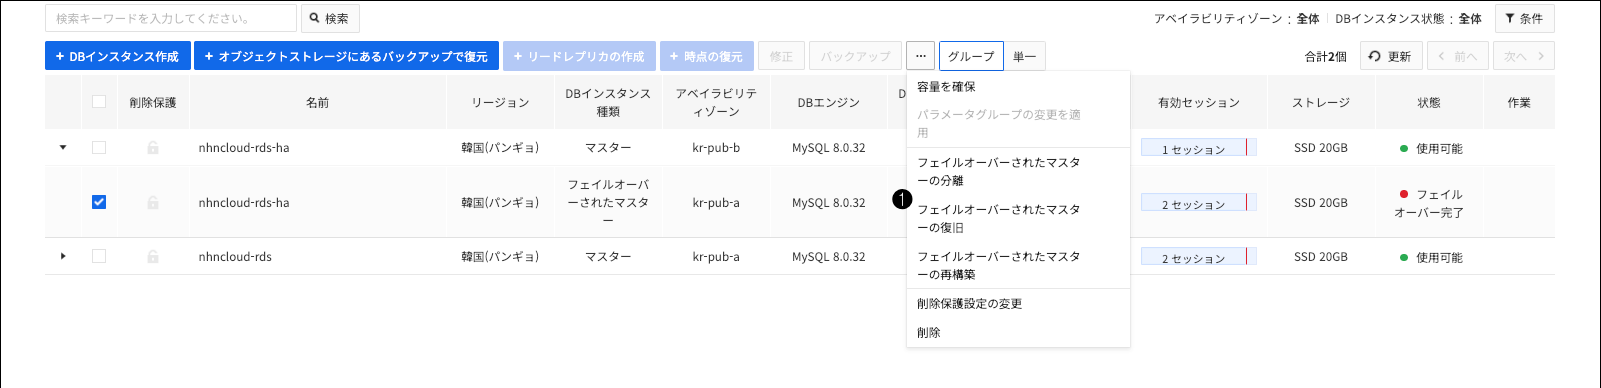 検索キーワードを入力してください。 検索 アベイラビリティゾーン : 全体 DBインスタンス状態 : 全体 条件
+ DBインスタンス作成 + オブジェクトストレージにあるバックアップで復元 + リードレプリカの作成 + 時点の復元 修正 バックアップ ... グループ 単一 合計2個 更新 前へ 次へ
削除保護 名前 リージョン DBインスタンス種類 アベイラビリティゾーン DBエンジン D 有効セッション ストレージ 状態 作業
nhncloud-rds-ha 韓国(パンギョ) マスター kr-pub-b MySQL 8.0.32 1 セッション SSD 20GB 使用可能
nhncloud-rds-ha 韓国(パンギョ) フェイルオーバーされたマスター kr-pub-a MySQL 8.0.32 2 セッション SSD 20GB フェイルオーバー完了
nhncloud-rds 韓国(パンギョ) マスター kr-pub-a MySQL 8.0.32 2 セッション SSD 20GB 使用可能
容量を確保
パラメータグループの変更を適
用
フェイルオーバーされたマスタ
ーの分離
1
フェイルオーバーされたマスタ
ーの復旧
フェイルオーバーされたマスタ
ーの再構築
削除保護設定の変更
削除